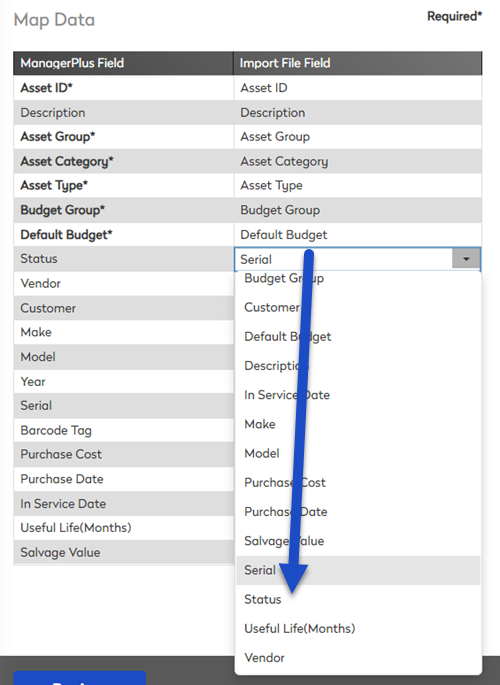 Map Data
Required*
ManagerPlus Field Import File Field
Asset ID* Asset ID
Description Description
Asset Group* Asset Group
Asset Category* Asset Category
Asset Type* Asset Type
Budget Group* Budget Group
Default Budget* Default Budget
Status Serial
Vendor
Customer
Make
Model
Year
Serial
Barcode Tag
Purchase Cost
Purchase Date
In Service Date
Useful Life(Months)
Salvage Value
Budget Group
Customer
Default Budget
Description
In Service Date
Make
Model
Purchase Cost
Purchase Date
Salvage Value
Serial
Status
Useful Life(Months)
Vendor